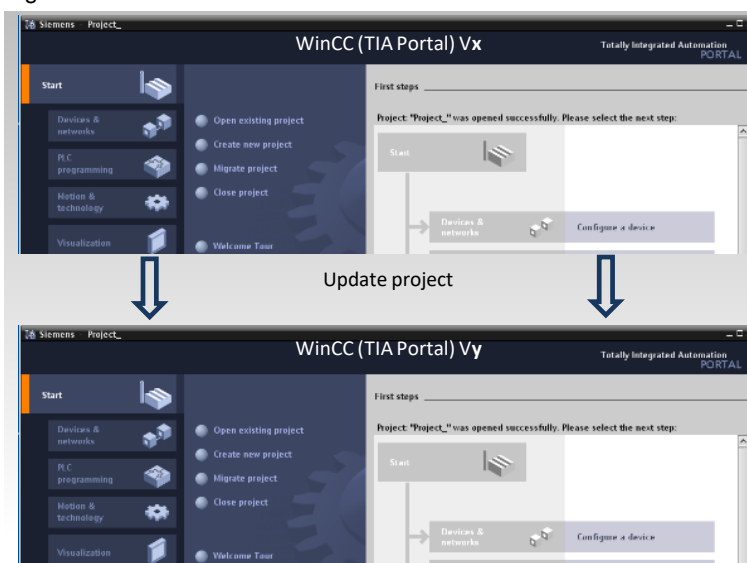 Siemens - Project_
WinCC (TIA Portal) Vx
Totally Integrated Automation
PORTAL
Start
Devices & networks
PLC programming
Motion & technology
Visualization
Open existing project
Create new project
Migrate project
Close project
Welcome Tour
First steps
Project: "Project_" was opened successfully. Please select the next step:
Start
Devices & networks
Configure a device
Update project
Siemens - Project_
WinCC (TIA Portal) Vy
Totally Integrated Automation
PORTAL
Start
Devices & networks
PLC programming
Motion & technology
Visualization
Open existing project
Create new project
Migrate project
Close project
Welcome Tour
First steps
Project: "Project_" was opened successfully. Please select the next step:
Start
Devices & networks
Configure a device